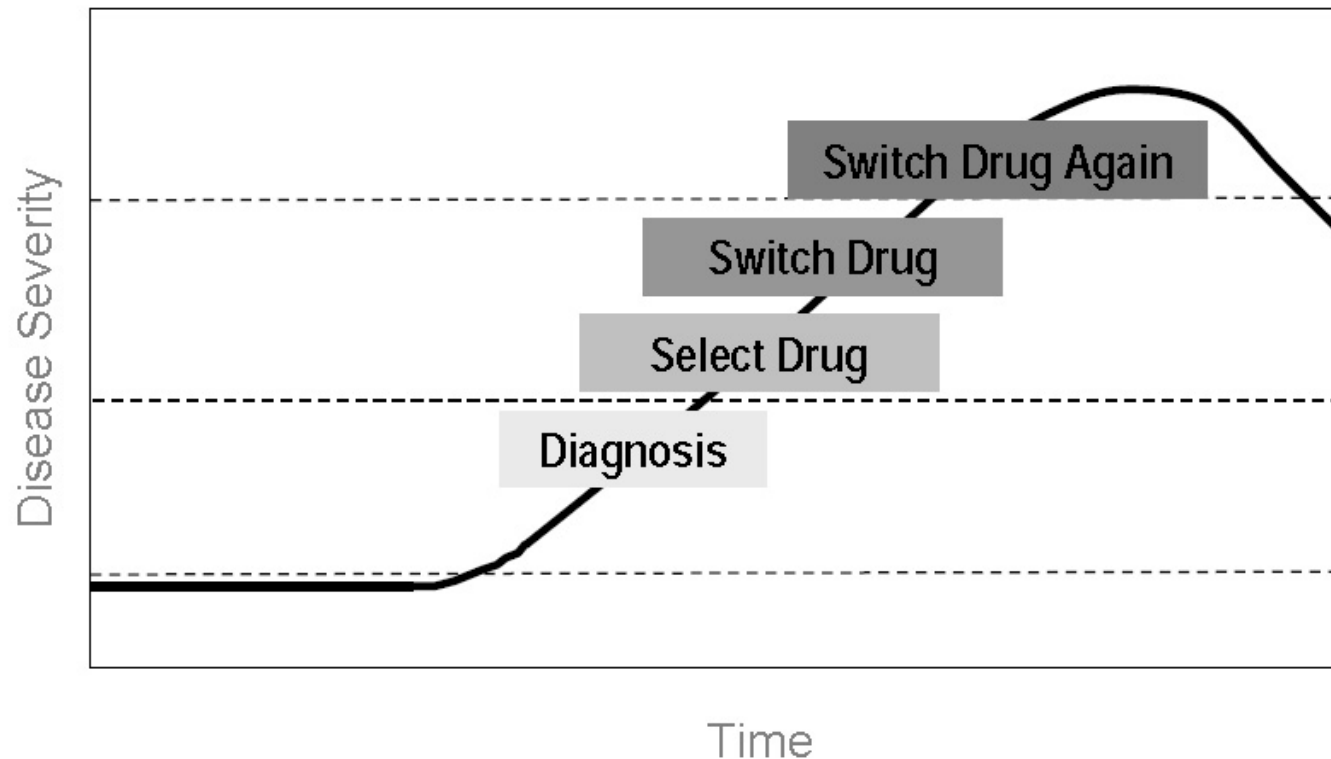 Switch Drug Again
Switch Drug
Select Drug
Diagnosis
Disease Severity
Time